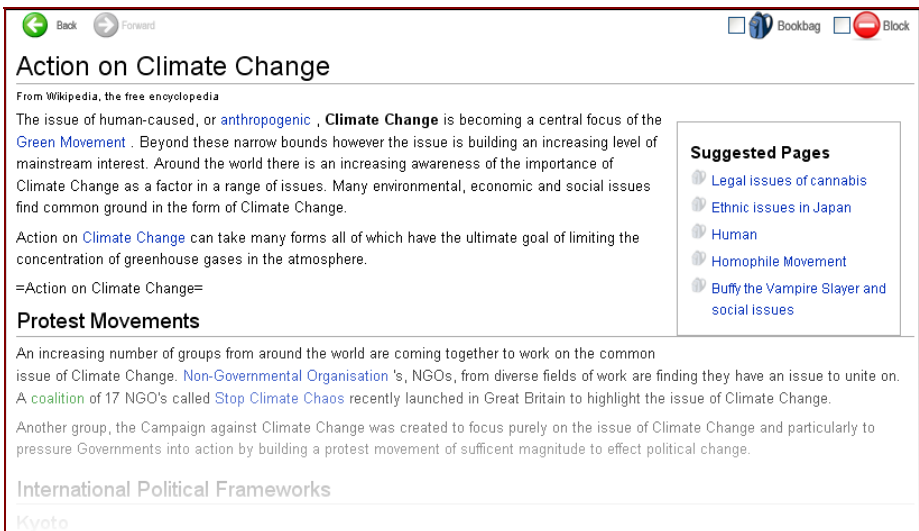 Back Forward Bookbag Block
Action on Climate Change
From Wikipedia, the free encyclopedia
The issue of human-caused, or anthropogenic , Climate Change is becoming a central focus of the
Green Movement . Beyond these narrow bounds however the issue is building an increasing level of
mainstream interest. Around the world there is an increasing awareness of the importance of
Climate Change as a factor in a range of issues. Many environmental, economic and social issues
find common ground in the form of Climate Change.
Action on Climate Change can take many forms all of which have the ultimate goal of limiting the
concentration of greenhouse gases in the atmosphere.
=Action on Climate Change=
Suggested Pages
Legal issues of cannabis
Ethnic issues in Japan
Human
Homophile Movement
Buffy the Vampire Slayer and
social issues
Protest Movements
An increasing number of groups from around the world are coming together to work on the common
issue of Climate Change. Non-Governmental Organisation 's, NGOs, from diverse fields of work are finding they have an issue to unite on.
A coalition of 17 NGO's called Stop Climate Chaos recently launched in Great Britain to highlight the issue of Climate Change.
Another group, the Campaign against Climate Change was created to focus purely on the issue of Climate Change and particularly to
pressure Governments into action by building a protest movement of sufficent magnitude to effect political change.
International Political Frameworks
Kyoto